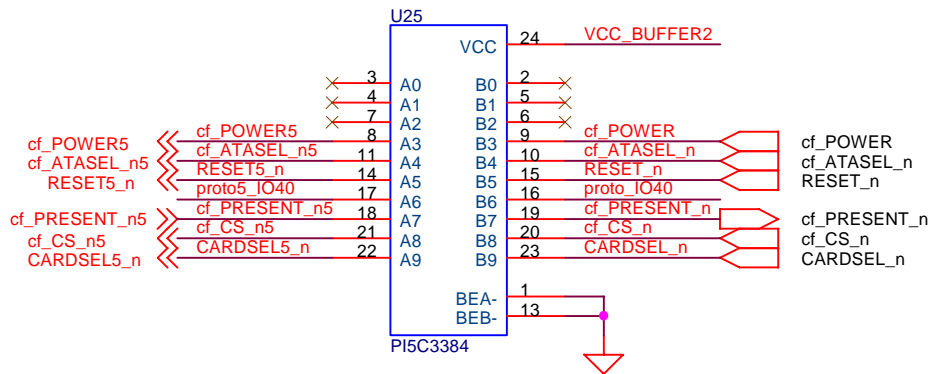 U25
24 VCC_BUFFER2
VCC
3 A0 B0 2
4 A1 B1 5
7 A2 B2 6
cf_POWER5 cf_POWER5 8 A3 B3 9 cf_POWER cf_POWER
cf_ATASEL_n5 cf_ATASEL_n5 11 A4 B4 10 cf_ATASEL_n cf_ATASEL_n
RESET5_n RESET5_n 14 A5 B5 15 RESET_n RESET_n
proto5_IO40 17 A6 B6 16 proto_IO40
cf_PRESENT_n5 cf_PRESENT_n5 18 A7 B7 19 cf_PRESENT_n cf_PRESENT_n
cf_CS_n5 cf_CS_n5 21 A8 B8 20 cf_CS_n cf_CS_n
CARDSEL5_n CARDSEL5_n 22 A9 B9 23 CARDSEL_n CARDSEL_n
BEA- 1
BEB- 13
PI5C3384